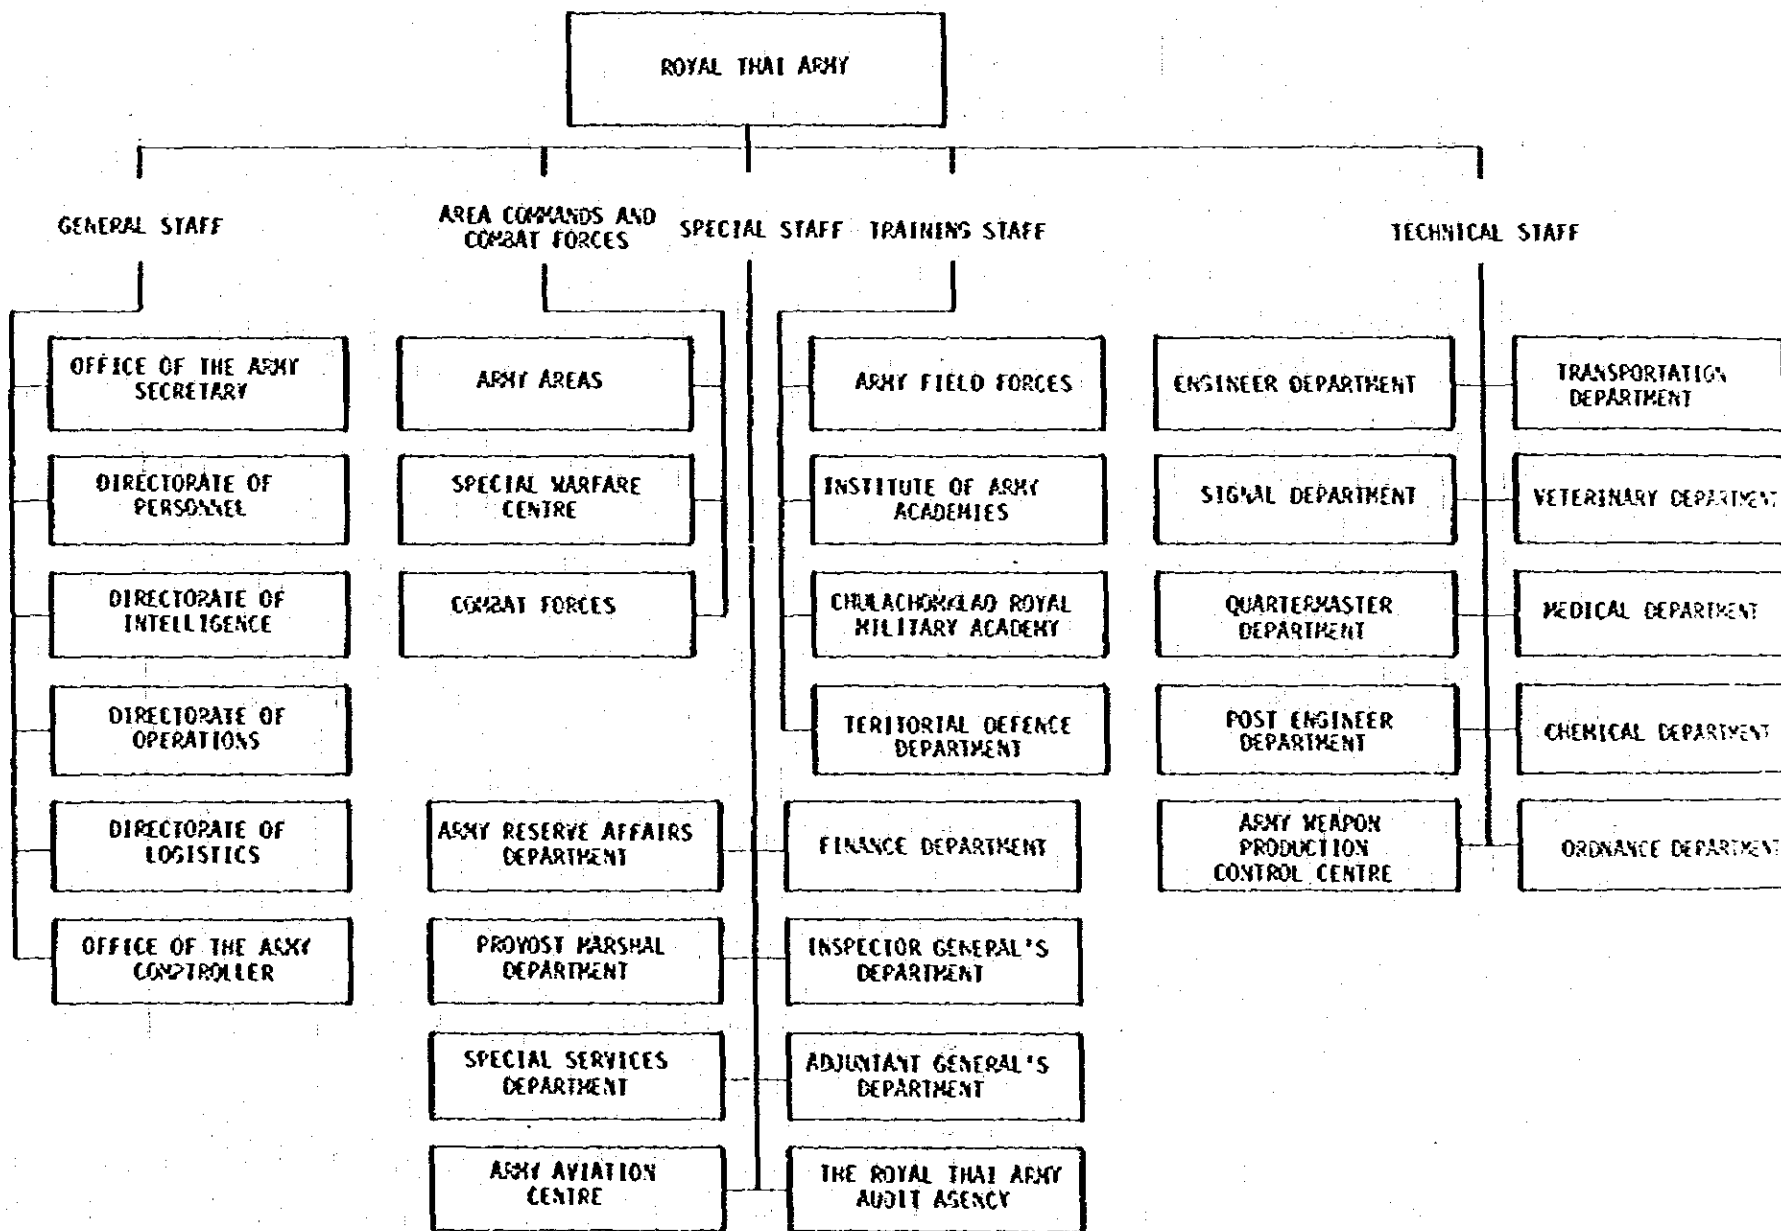 ROYAL THAI ARMY
GENERAL STAFF
AREA COMMANDS AND
COMBAT FORCES
SPECIAL STAFF
TRAINING STAFF
TECHNICAL STAFF
OFFICE OF THE ARMY
SECRETARY
DIRECTORATE OF
PERSONNEL
DIRECTORATE OF
INTELLIGENCE
DIRECTORATE OF
OPERATIONS
DIRECTORATE OF
LOGISTICS
OFFICE OF THE ARMY
COMPTROLLER
ARMY AREAS
SPECIAL WARFARE
CENTRE
COMBAT FORCES
ARMY RESERVE AFFAIRS
DEPARTMENT
PROVOST MARSHAL
DEPARTMENT
SPECIAL SERVICES
DEPARTMENT
ARMY AVIATION
CENTRE
ARMY FIELD FORCES
INSTITUTE OF ARMY
ACADEMIES
CHULACHOMKLAO ROYAL
MILITARY ACADEMY
TERITORIAL DEFENCE
DEPARTMENT
FINANCE DEPARTMENT
INSPECTOR GENERAL'S
DEPARTMENT
ADJUNTANT GENERAL'S
DEPARTMENT
THE ROYAL THAI ARMY
AUDIT AGENCY
ENGINEER DEPARTMENT
SIGNAL DEPARTMENT
QUARTERMASTER
DEPARTMENT
POST ENGINEER
DEPARTMENT
ARMY WEAPON
PRODUCTION
CONTROL CENTRE
TRANSPORTATION
DEPARTMENT
VETERINARY DEPARTMENT
MEDICAL DEPARTMENT
CHEMICAL DEPARTMENT
ORDNANCE DEPARTMENT